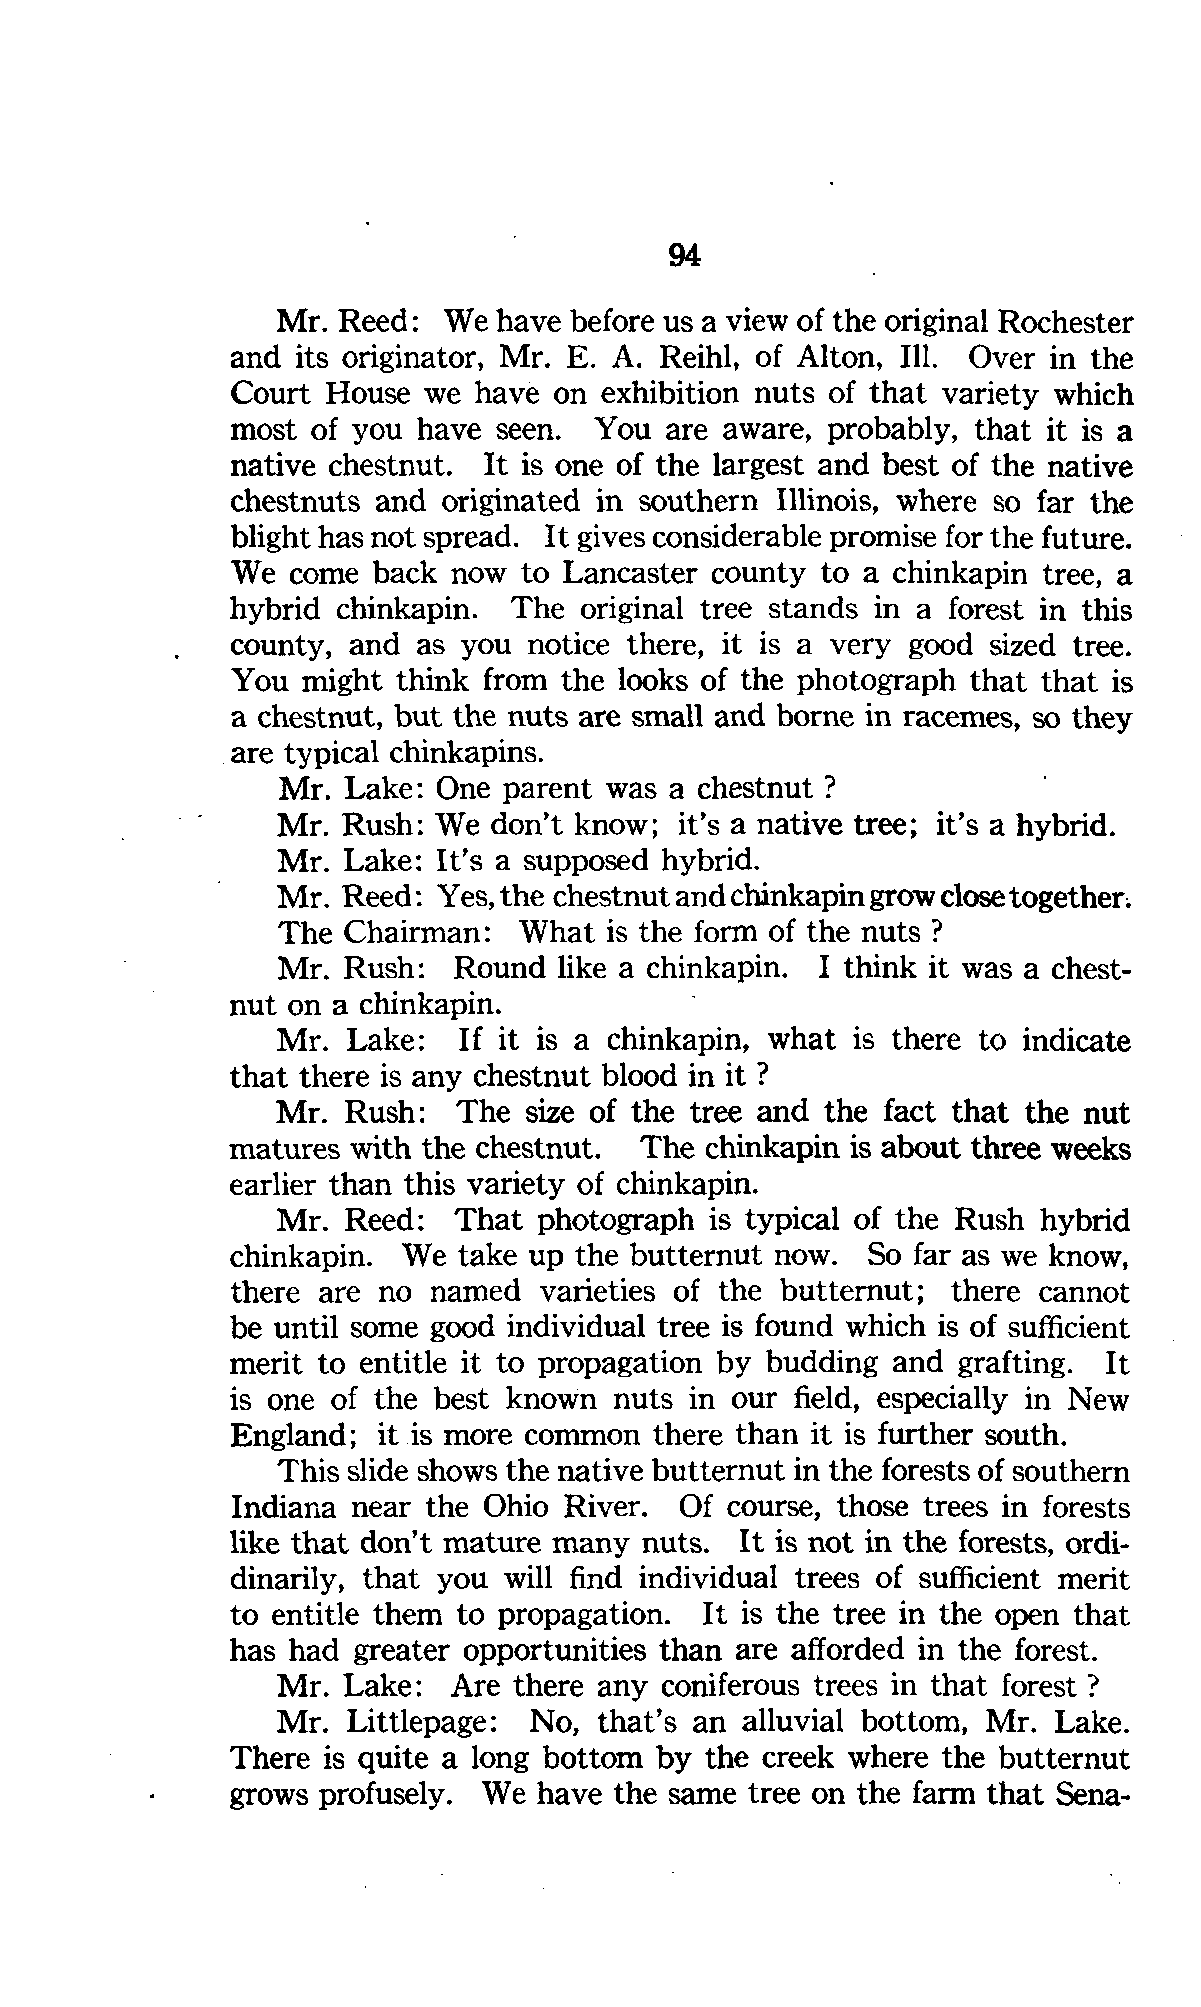 94
Mr. Reed: We have before us a view of the original Rochester
and its originator, Mr. E. A. Reihl, of Alton, Ill. Over in the
Court House we have on exhibition nuts of that variety which
most of you have seen. You are aware, probably, that it is a
native chestnut. It is one of the largest and best of the native
chestnuts and originated in southern Illinois, where so far the
blight has not spread. It gives considerable promise for the future.
We come back now to Lancaster county to a chinkapin tree, a
hybrid chinkapin. The original tree stands in a forest in this
county, and as you notice there, it is a very good sized tree.
You might think from the looks of the photograph that that is
a chestnut, but the nuts are small and borne in racemes, so they
are typical chinkapins.
Mr. Lake: One parent was a chestnut ?
Mr. Rush: We don't know; it's a native tree; it's a hybrid.
Mr. Lake: It's a supposed hybrid.
Mr. Reed: Yes, the chestnut and chinkapin grow close together.
The Chairman: What is the form of the nuts ?
Mr. Rush: Round like a chinkapin. I think it was a chest-
nut on a chinkapin.
Mr. Lake: If it is a chinkapin, what is there to indicate
that there is any chestnut blood in it ?
Mr. Rush: The size of the tree and the fact that the nut
matures with the chestnut. The chinkapin is about three weeks
earlier than this variety of chinkapin.
Mr. Reed: That photograph is typical of the Rush hybrid
chinkapin. We take up the butternut now. So far as we know,
there are no named varieties of the butternut; there cannot
be until some good individual tree is found which is of sufficient
merit to entitle it to propagation by budding and grafting. It
is one of the best known nuts in our field, especially in New
England; it is more common there than it is further south.
This slide shows the native butternut in the forests of southern
Indiana near the Ohio River. Of course, those trees in forests
like that don't mature many nuts. It is not in the forests, ordi-
dinarily, that you will find individual trees of sufficient merit
to entitle them to propagation. It is the tree in the open that
has had greater opportunities than are afforded in the forest.
Mr. Lake: Are there any coniferous trees in that forest ?
Mr. Littlepage: No, that's an alluvial bottom, Mr. Lake.
There is quite a long bottom by the creek where the butternut
grows profusely. We have the same tree on the farm that Sena-